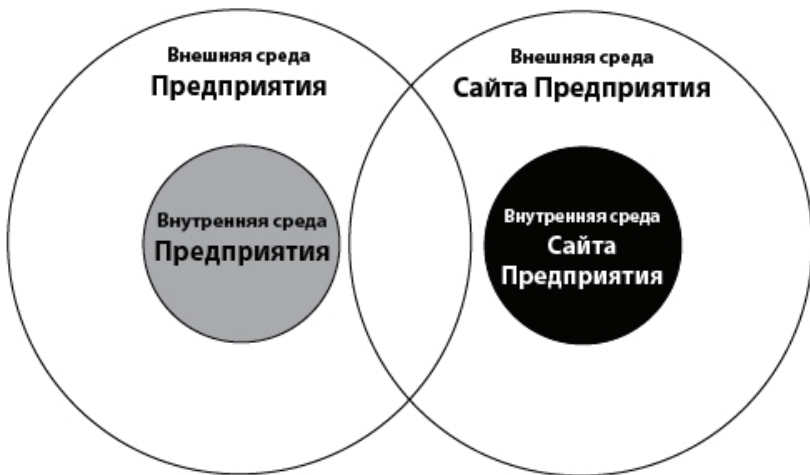 Внешняя среда
Предприятия
Внешняя среда
Сайта Предприятия
Внутренняя среда
Предприятия
Внутренняя среда
Сайта
Предприятия